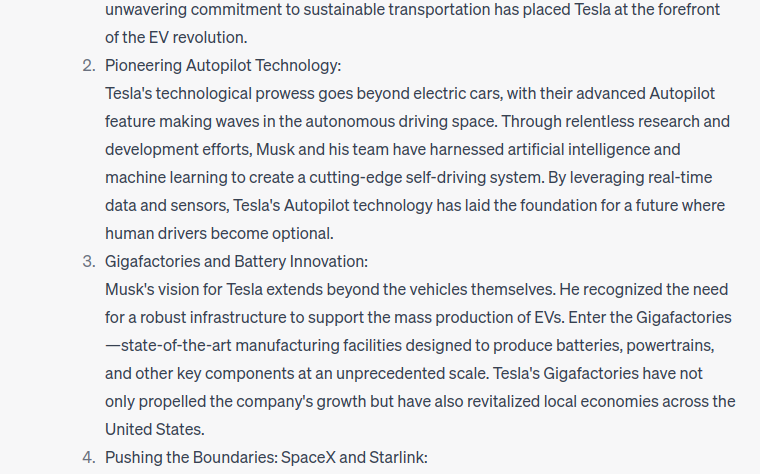 unwavering commitment to sustainable transportation has placed Tesla at the forefront
of the EV revolution.
2. Pioneering Autopilot Technology:
Tesla's technological prowess goes beyond electric cars, with their advanced Autopilot
feature making waves in the autonomous driving space. Through relentless research and
development efforts, Musk and his team have harnessed artificial intelligence and
machine learning to create a cutting-edge self-driving system. By leveraging real-time
data and sensors, Tesla's Autopilot technology has laid the foundation for a future where
human drivers become optional.
3. Gigafactories and Battery Innovation:
Musk's vision for Tesla extends beyond the vehicles themselves. He recognized the need
for a robust infrastructure to support the mass production of EVs. Enter the Gigafactories
—state-of-the-art manufacturing facilities designed to produce batteries, powertrains,
and other key components at an unprecedented scale. Tesla's Gigafactories have not
only propelled the company's growth but have also revitalized local economies across the
United States.
4. Pushing the Boundaries: SpaceX and Starlink: